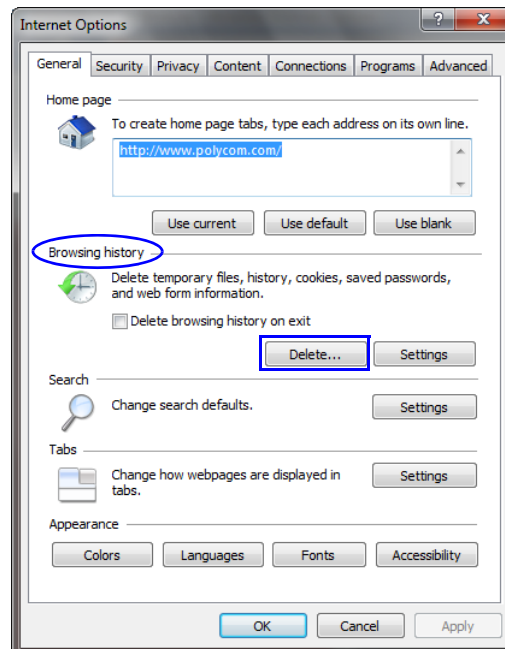 Internet Options
?
General Security Privacy Content Connections Programs Advanced
Home page
To create home page tabs, type each address on its own line.
http://www.polycom.com/
Use current Use default Use blank
Browsing history
Delete temporary files, history, cookies, saved passwords,
and web form information.
Delete browsing history on exit
Delete... Settings
Search
Change search defaults. Settings
Tabs
Change how webpages are displayed in
tabs.
Settings
Appearance
Colors Languages Fonts Accessibility
OK Cancel Apply